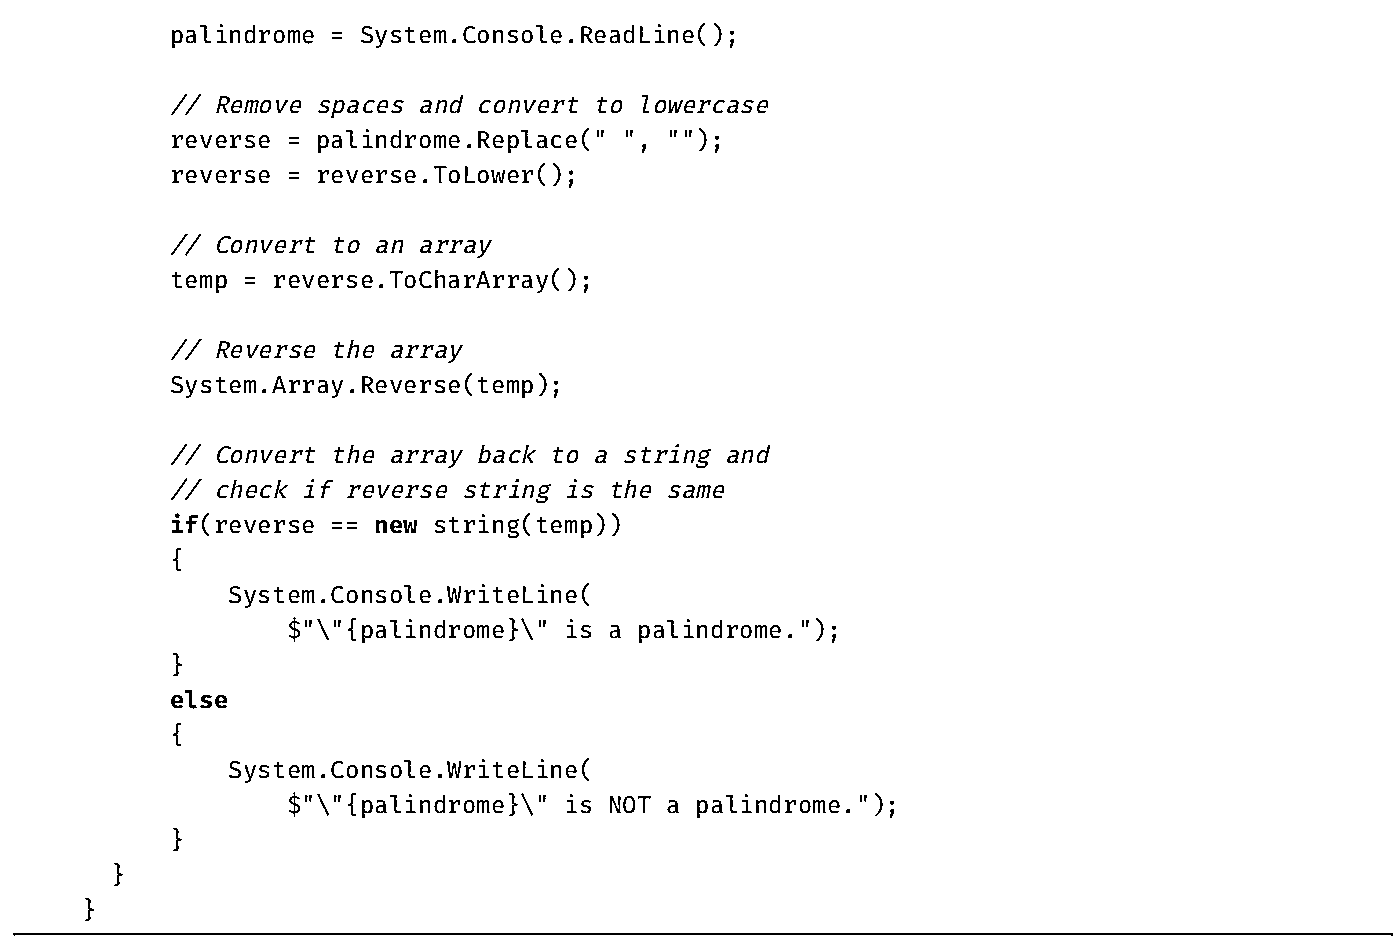 palindrome = System.Console.ReadLine();
// Remove spaces and convert to lowercase
reverse = palindrome.Replace(" ", "");
reverse = reverse.ToLower();
// Convert to an array
temp = reverse.ToCharArray();
// Reverse the array
System.Array.Reverse(temp);
// Convert the array back to a string and
// check if reverse string is the same
if(reverse == new string(temp))
{
System.Console.WriteLine(
$"\"{palindrome}\" is a palindrome.");
}
else
{
System.Console.WriteLine(
$"\"{palindrome}\" is NOT a palindrome.");
}
}
}